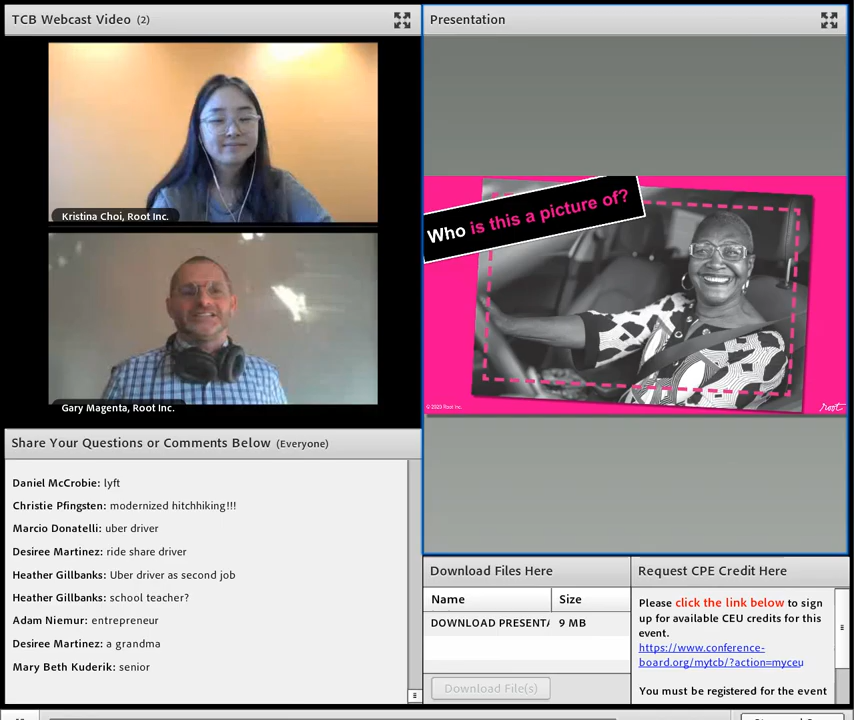 TCB Webcast Video (2)
Kristina Choi, Root Inc.
Gary Magenta, Root Inc.
Share Your Questions or Comments Below (Everyone)
Daniel McCrobie: lyft
Christie Pfingsten: modernized hitchhiking!!!
Marcio Donatelli: uber driver
Desiree Martinez: ride share driver
Heather Gillbanks: Uber driver as second job
Heather Gillbanks: school teacher?
Adam Niemur: entrepreneur
Desiree Martinez: a grandma
Mary Beth Kuderik: senior
Presentation
Who is this a picture of?
© 2023 Root Inc.
root
Download Files Here
Name Size
DOWNLOAD PRESENTA 9 MB
Download File(s)
Request CPE Credit Here
Please click the link below to sign
up for available CEU credits for this
event.
https://www.conference-
board.org/mytcb/?action=myceu
You must be registered for the event